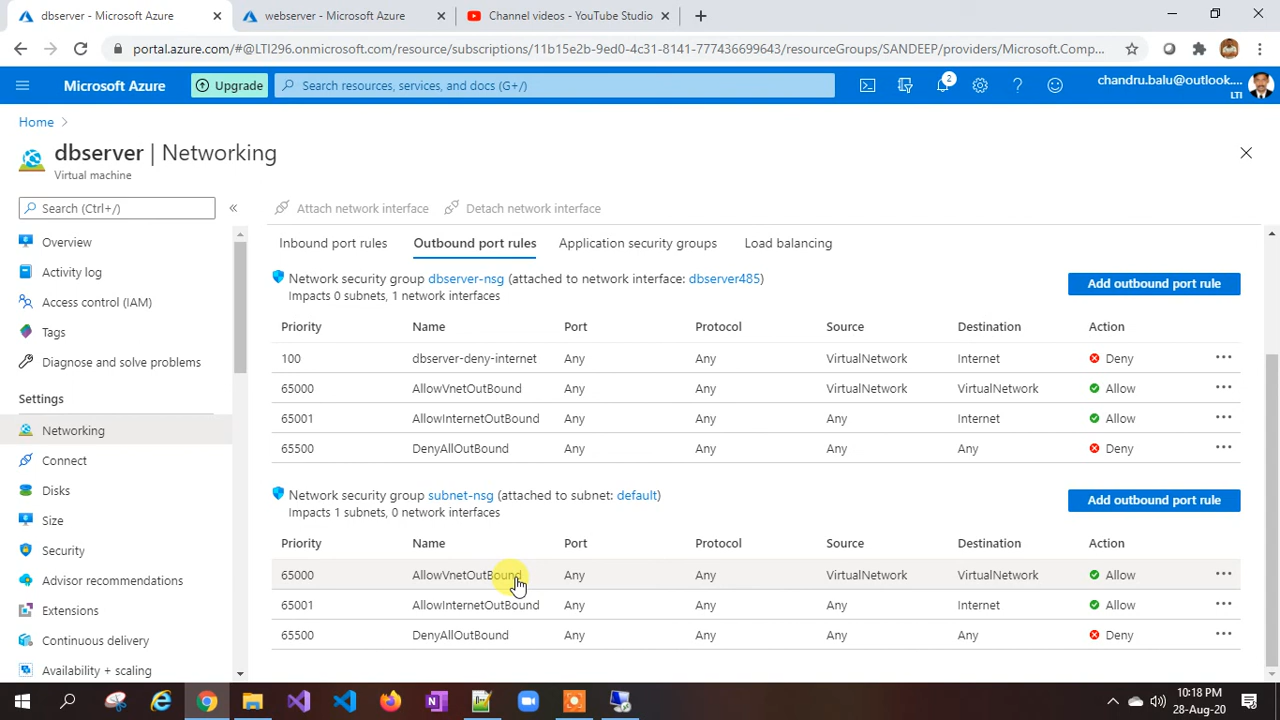 dbserver - Microsoft Azure
webserver - Microsoft Azure
Channel videos - YouTube Studio
portal.azure.com/#@LTI296.onmicrosoft.com/resource/subscriptions/11b15e2b-9ed0-4c31-8141-777436699643/resourceGroups/SANDEEP/providers/Microsoft.Comp...
Microsoft Azure
Upgrade
Search resources, services, and docs (G+/)
2
chandru.balu@outlook....
LTI
Home
dbserver | Networking
Virtual machine
Search (Ctrl+/)
Attach network interface
Detach network interface
Overview
Activity log
Access control (IAM)
Tags
Diagnose and solve problems
Settings
Networking
Connect
Disks
Size
Security
Advisor recommendations
Extensions
Continuous delivery
Availability + scaling
Inbound port rules
Outbound port rules
Application security groups
Load balancing
Network security group dbserver-nsg (attached to network interface: dbserver485)
Impacts 0 subnets, 1 network interfaces
Add outbound port rule
Priority Name Port Protocol Source Destination Action
100 dbserver-deny-internet Any Any VirtualNetwork Internet Deny
65000 AllowVnetOutBound Any Any VirtualNetwork VirtualNetwork Allow
65001 AllowInternetOutBound Any Any Any Internet Allow
65500 DenyAllOutBound Any Any Any Any Deny
Network security group subnet-nsg (attached to subnet: default)
Impacts 1 subnets, 0 network interfaces
Add outbound port rule
Priority Name Port Protocol Source Destination Action
65000 AllowVnetOutBound Any Any VirtualNetwork VirtualNetwork Allow
65001 AllowInternetOutBound Any Any Any Internet Allow
65500 DenyAllOutBound Any Any Any Any Deny
10:18 PM
28-Aug-20